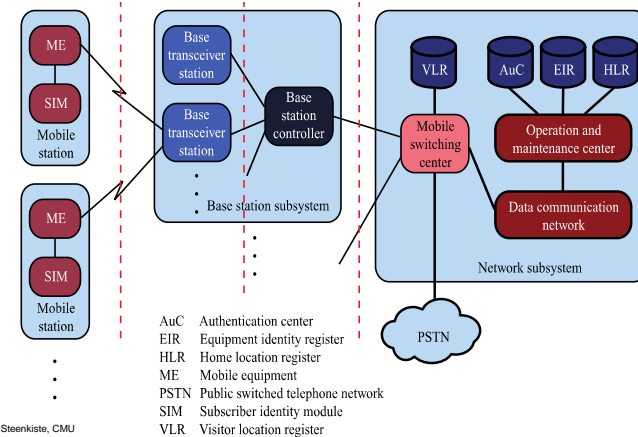 ME
SIM
Mobile
station
ME
SIM
Mobile
station
Base
transceiver
station
Base
transceiver
station
Base
station
controller
Base station subsystem
VLR
AuC
EIR
HLR
Mobile
switching
center
Operation and
maintenance center
Data communication
network
Network subsystem
PSTN
AuC Authentication center
EIR Equipment identity register
HLR Home location register
ME Mobile equipment
PSTN Public switched telephone network
SIM Subscriber identity module
VLR Visitor location register
Steenkiste, CMU